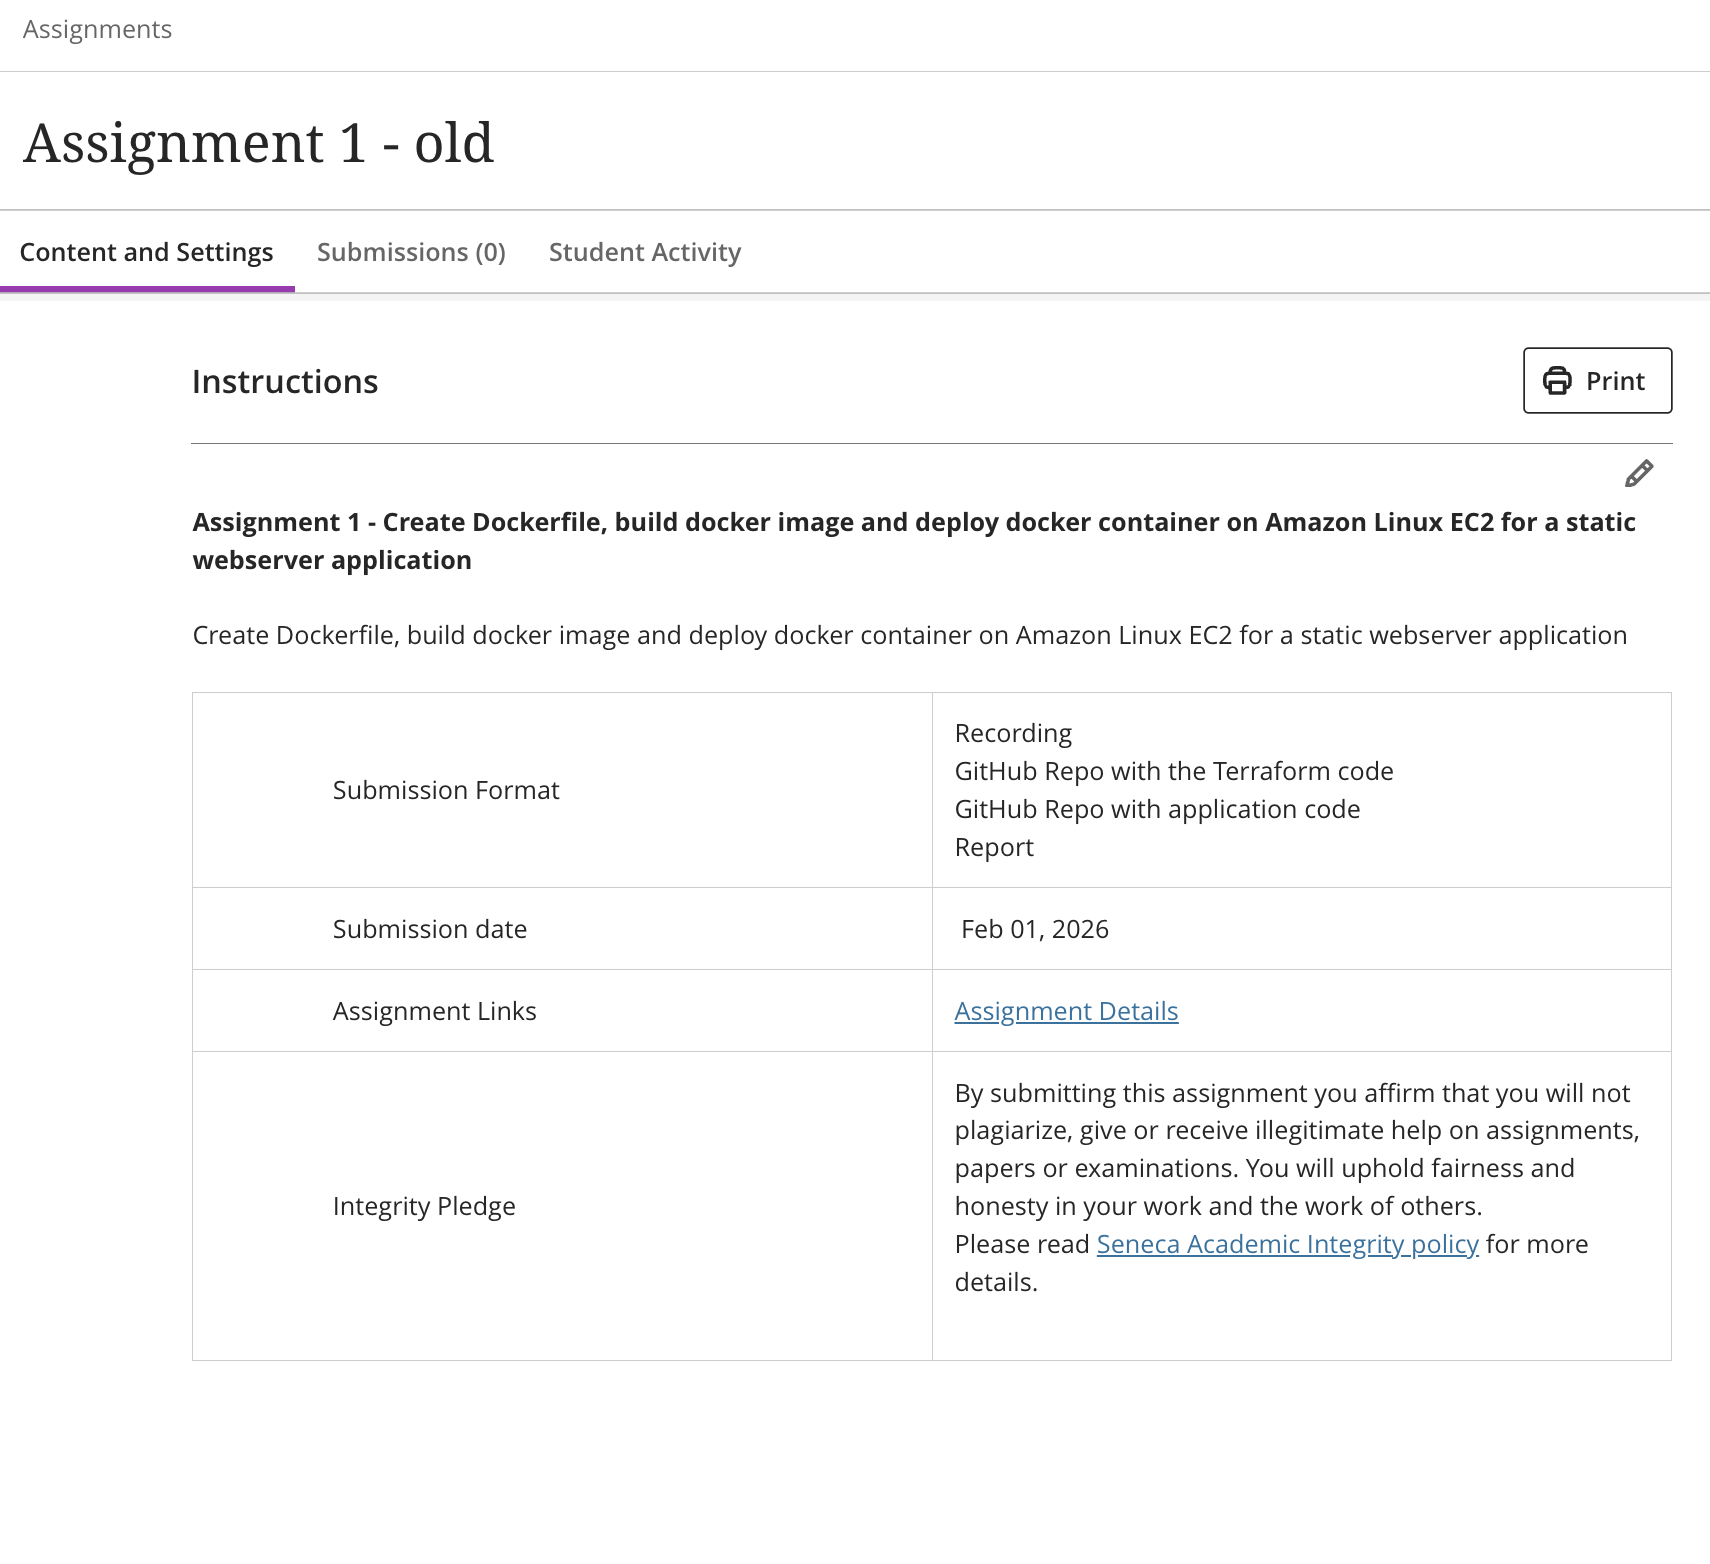 Assignments
Assignment 1 - old
Content and Settings
Submissions (0)
Student Activity
Instructions
Print
Assignment 1 - Create Dockerfile, build docker image and deploy docker container on Amazon Linux EC2 for a static
webserver application
Create Dockerfile, build docker image and deploy docker container on Amazon Linux EC2 for a static webserver application
Submission Format
Recording
GitHub Repo with the Terraform code
GitHub Repo with application code
Report
Submission date
Feb 01, 2026
Assignment Links
Assignment Details
Integrity Pledge
By submitting this assignment you affirm that you will not
plagiarize, give or receive illegitimate help on assignments,
papers or examinations. You will uphold fairness and
honesty in your work and the work of others.
Please read Seneca Academic Integrity policy for more
details.